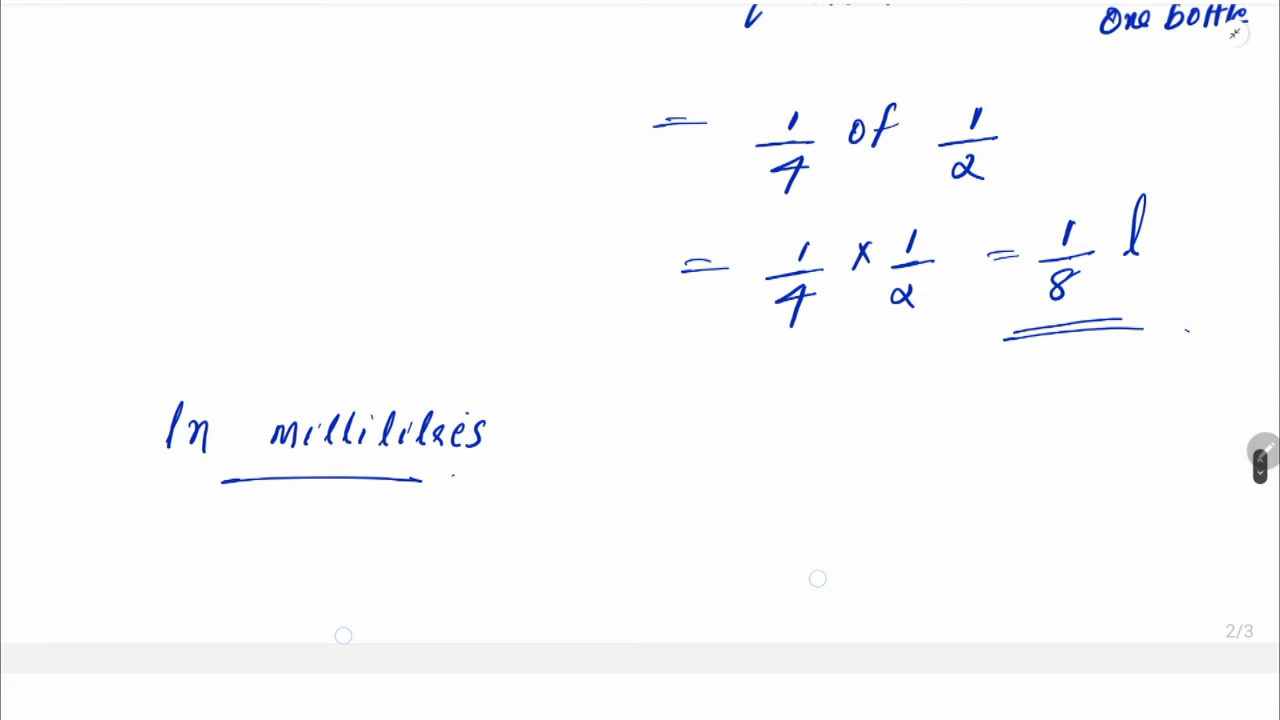 One bottle
= 1/4 of 1/2
= 1/4 × 1/2 = 1/8 l
In millilitres
2/3